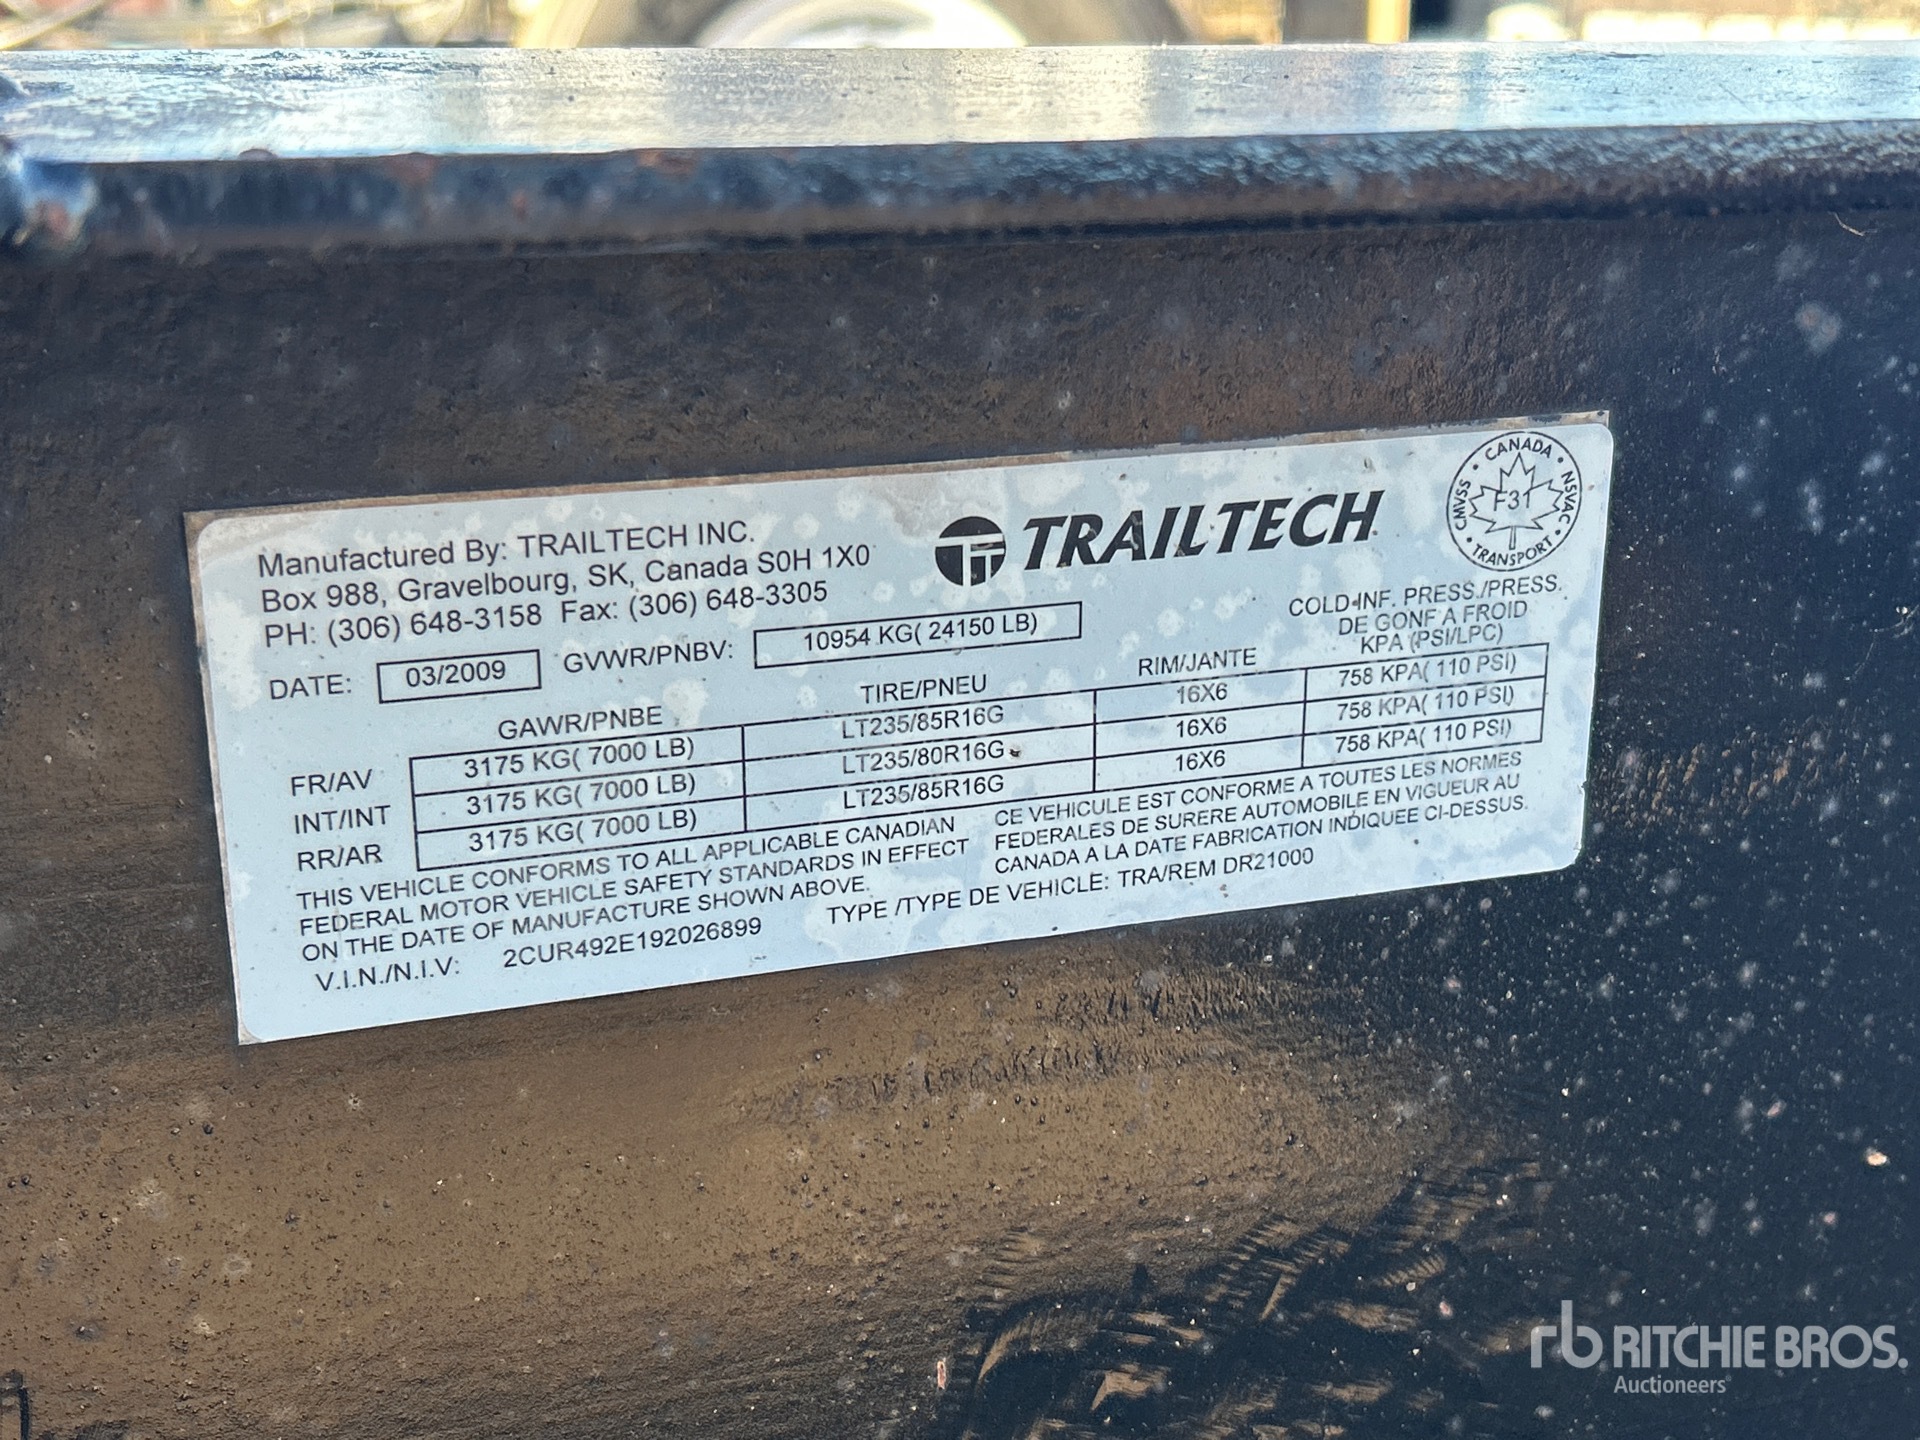 Manufactured By: TRAILTECH INC.
Box 988, Gravelbourg, SK, Canada S0H 1X0
PH: (306) 648-3158 Fax: (306) 648-3305
TT TRAILTECH
CANADA
CMVSS F31 NSVAC
TRANSPORT
DATE: 03/2009 GVWR/PNBV: 10954 KG( 24150 LB)
COLD-INF. PRESS./PRESS.
DE GONF A FROID
KPA (PSI/LPC)
GAWR/PNBE TIRE/PNEU RIM/JANTE
FR/AV 3175 KG( 7000 LB) LT235/85R16G 16X6 758 KPA( 110 PSI)
INT/INT 3175 KG( 7000 LB) LT235/80R16G 16X6 758 KPA( 110 PSI)
RR/AR 3175 KG( 7000 LB) LT235/85R16G 16X6 758 KPA( 110 PSI)
THIS VEHICLE CONFORMS TO ALL APPLICABLE CANADIAN
FEDERAL MOTOR VEHICLE SAFETY STANDARDS IN EFFECT
ON THE DATE OF MANUFACTURE SHOWN ABOVE.
CE VEHICULE EST CONFORME A TOUTES LES NORMES
FEDERALES DE SURERE AUTOMOBILE EN VIGUEUR AU
CANADA A LA DATE FABRICATION INDIQUEE CI-DESSUS.
V.I.N./N.I.V: 2CUR492E192026899 TYPE /TYPE DE VEHICLE: TRA/REM DR21000
rb RITCHIE BROS.
Auctioneers